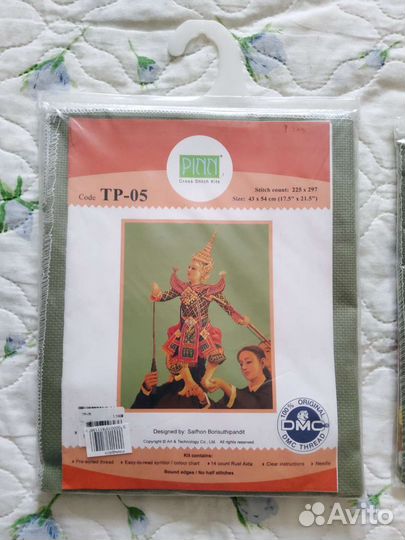 PINN
Cross Stitch Kits
Code TP-05
Stitch count: 225 x 297
Size: 43 x 54 cm (17.5" x 21.5")
100% ORIGINAL
DMC
DMC THREAD
Designed by: Saifhon Borisuthipandit
Copyright © Art & Technology Co., Ltd. All rights reserved.
Kit contains:
• Pre-sorted thread • Easy-to-read symbol / colour chart • 14 count Rust Aida • Clear instructions • Needle
Bound edges / No half stitches
Avito